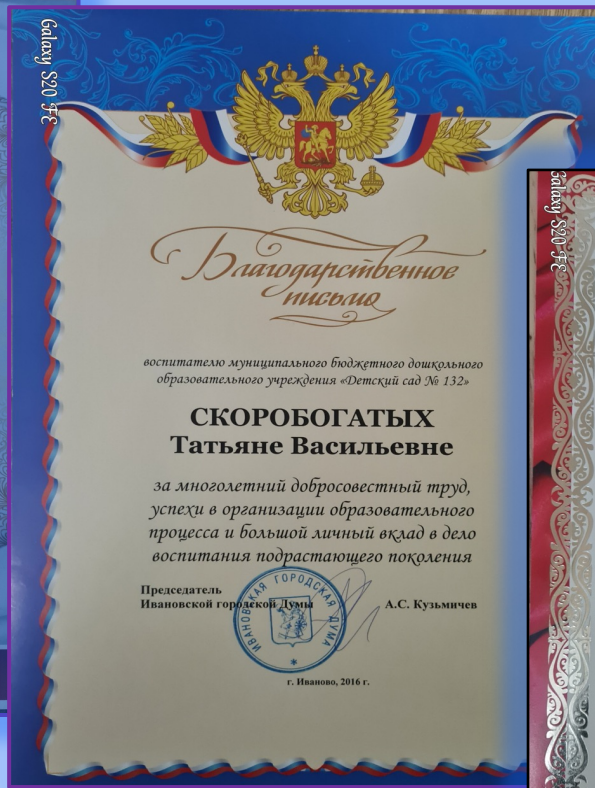 Galaxy S20 FE
Благодарственное
письмо
воспитателю муниципального бюджетного дошкольного
образовательного учреждения «Детский сад № 132»
СКОРОБОГАТЫХ
Татьяне Васильевне
за многолетний добросовестный труд,
успехи в организации образовательного
процесса и большой личный вклад в дело
воспитания подрастающего поколения
Председатель
Ивановской городской Думы А.С. Кузьмичев
ИВАНОВСКАЯ ГОРОДСКАЯ ДУМА
г. Иваново, 2016 г.
Galaxy S20 FE